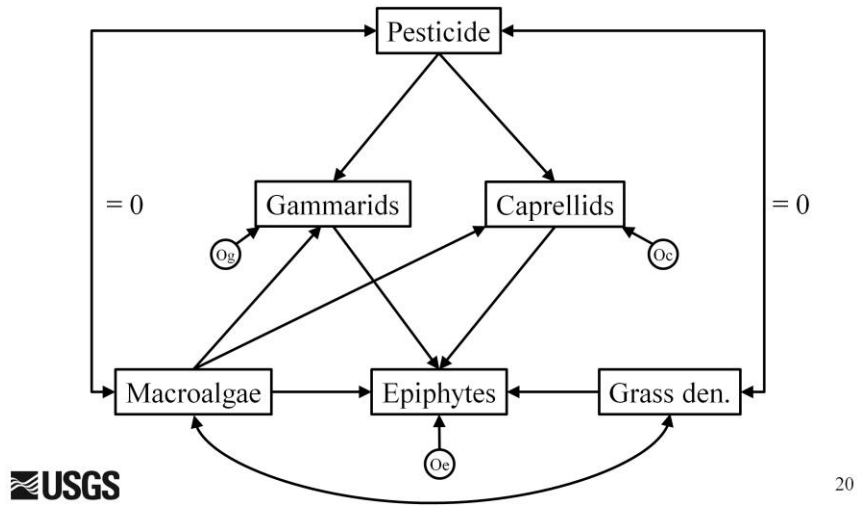 Pesticide
= 0
= 0
Gammarids
Caprellids
Og
Oc
Macroalgae
Epiphytes
Grass den.
Oe
USGS
20